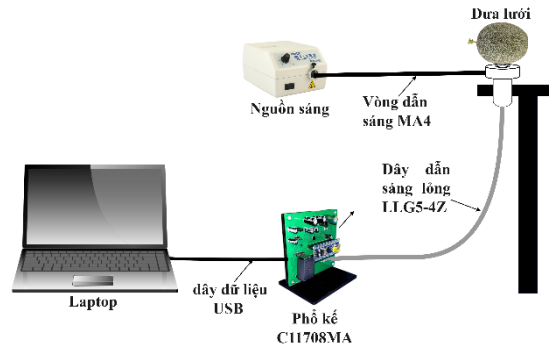 Dưa lưới
Nguồn sáng
Vòng dẫn
sáng MA4
Dây dẫn
sáng lỏng
LLG5-4Z
Laptop
dây dữ liệu
USB
Phổ kế
C11708MA